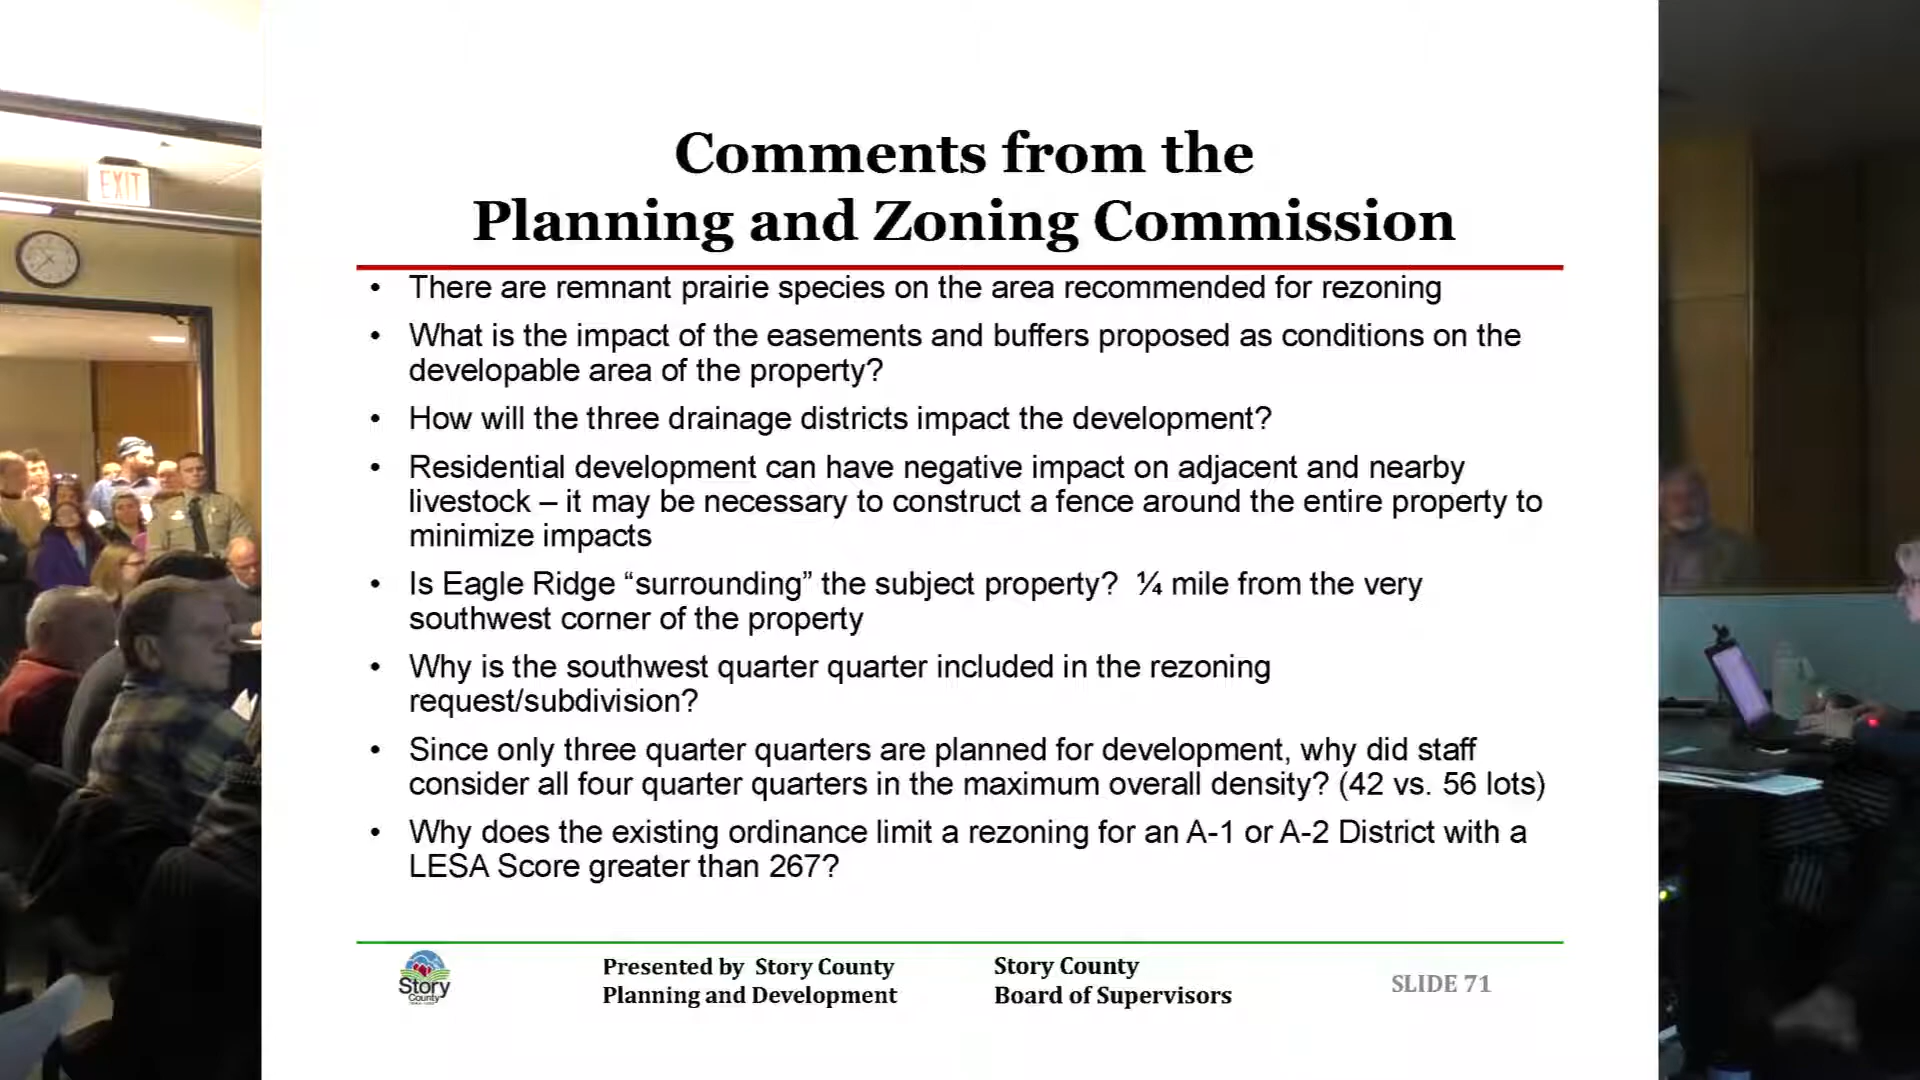 EXIT
Comments from the
Planning and Zoning Commission
• There are remnant prairie species on the area recommended for rezoning
• What is the impact of the easements and buffers proposed as conditions on the
developable area of the property?
• How will the three drainage districts impact the development?
• Residential development can have negative impact on adjacent and nearby
livestock – it may be necessary to construct a fence around the entire property to
minimize impacts
• Is Eagle Ridge “surrounding” the subject property? ¼ mile from the very
southwest corner of the property
• Why is the southwest quarter quarter included in the rezoning
request/subdivision?
• Since only three quarter quarters are planned for development, why did staff
consider all four quarter quarters in the maximum overall density? (42 vs. 56 lots)
• Why does the existing ordinance limit a rezoning for an A-1 or A-2 District with a
LESA Score greater than 267?
Story
County
Presented by Story County
Planning and Development
Story County
Board of Supervisors
SLIDE 71